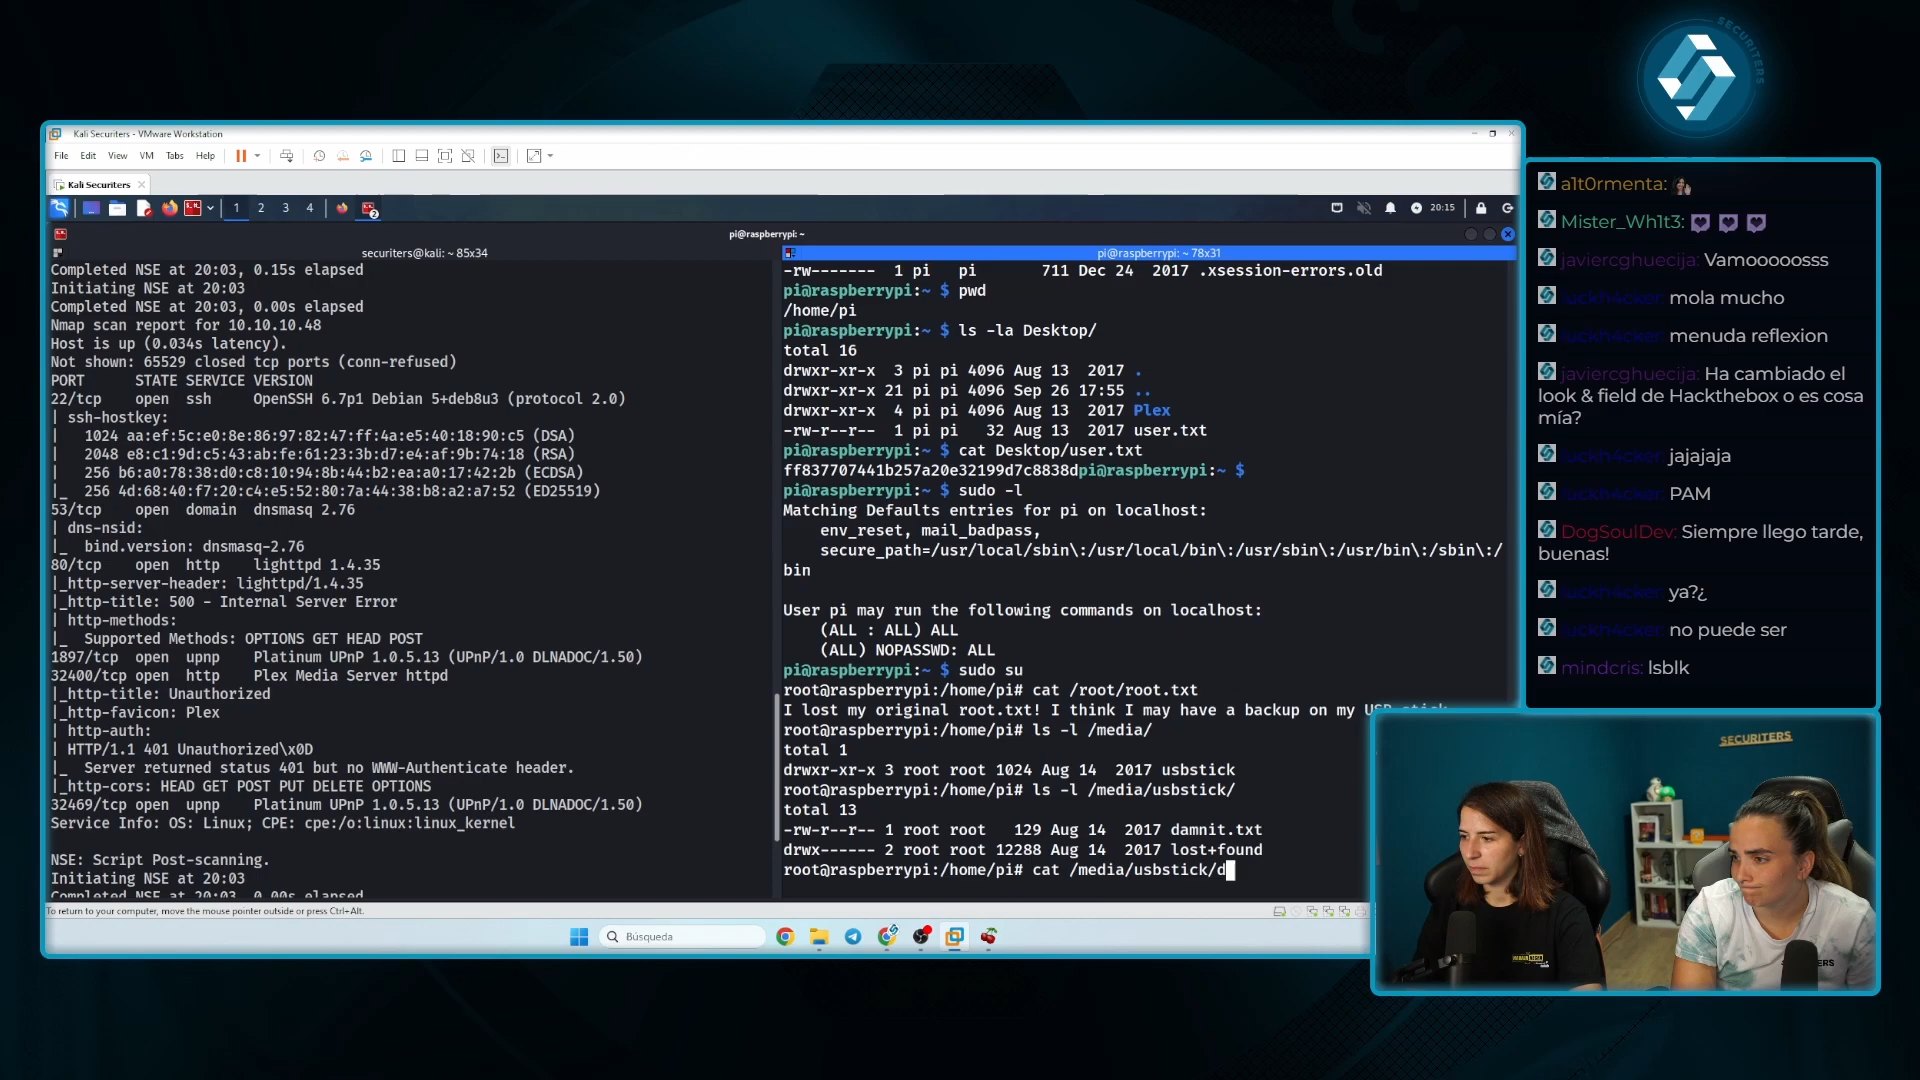 SECURITERS
Kali Securiters - VMware Workstation
File Edit View VM Tabs Help
Kali Securiters
1 2 3 4
2
20:15
pi@raspberrypi: ~
securiters@kali: ~ 85x34
Completed NSE at 20:03, 0.15s elapsed
Initiating NSE at 20:03
Completed NSE at 20:03, 0.00s elapsed
Nmap scan report for 10.10.10.48
Host is up (0.034s latency).
Not shown: 65529 closed tcp ports (conn-refused)
PORT      STATE SERVICE VERSION
22/tcp    open  ssh     OpenSSH 6.7p1 Debian 5+deb8u3 (protocol 2.0)
| ssh-hostkey:
|   1024 aa:ef:5c:e0:8e:86:97:82:47:ff:4a:e5:40:18:90:c5 (DSA)
|   2048 e8:c1:9d:c5:43:ab:fe:61:23:3b:d7:e4:af:9b:74:18 (RSA)
|   256 b6:a0:78:38:d0:c8:10:94:8b:44:b2:ea:a0:17:42:2b (ECDSA)
|_  256 4d:68:40:f7:20:c4:e5:52:80:7a:44:38:b8:a2:a7:52 (ED25519)
53/tcp    open  domain  dnsmasq 2.76
| dns-nsid:
|_  bind.version: dnsmasq-2.76
80/tcp    open  http    lighttpd 1.4.35
|_http-server-header: lighttpd/1.4.35
|_http-title: 500 - Internal Server Error
| http-methods:
|_  Supported Methods: OPTIONS GET HEAD POST
1897/tcp  open  upnp    Platinum UPnP 1.0.5.13 (UPnP/1.0 DLNADOC/1.50)
32400/tcp open  http    Plex Media Server httpd
|_http-title: Unauthorized
|_http-favicon: Plex
| http-auth:
| HTTP/1.1 401 Unauthorized\x0D
|_  Server returned status 401 but no WWW-Authenticate header.
|_http-cors: HEAD GET POST PUT DELETE OPTIONS
32469/tcp open  upnp    Platinum UPnP 1.0.5.13 (UPnP/1.0 DLNADOC/1.50)
Service Info: OS: Linux; CPE: cpe:/o:linux:linux_kernel
NSE: Script Post-scanning.
Initiating NSE at 20:03
Completed NSE at 20:03, 0.00s elapsed
pi@raspberrypi: ~ 78x31
-rw-------  1 pi   pi       711 Dec 24  2017 .xsession-errors.old
pi@raspberrypi:~ $ pwd
/home/pi
pi@raspberrypi:~ $ ls -la Desktop/
total 16
drwxr-xr-x  3 pi pi 4096 Aug 13  2017 .
drwxr-xr-x 21 pi pi 4096 Sep 26 17:55 ..
drwxr-xr-x  4 pi pi 4096 Aug 13  2017 Plex
-rw-r--r--  1 pi pi   32 Aug 13  2017 user.txt
pi@raspberrypi:~ $ cat Desktop/user.txt
ff837707441b257a20e32199d7c8838dpi@raspberrypi:~ $
pi@raspberrypi:~ $ sudo -l
Matching Defaults entries for pi on localhost:
env_reset, mail_badpass,
secure_path=/usr/local/sbin\:/usr/local/bin\:/usr/sbin\:/usr/bin\:/sbin\:/
bin
User pi may run the following commands on localhost:
(ALL : ALL) ALL
(ALL) NOPASSWD: ALL
pi@raspberrypi:~ $ sudo su
root@raspberrypi:/home/pi# cat /root/root.txt
I lost my original root.txt! I think I may have a backup on my USB stick
root@raspberrypi:/home/pi# ls -l /media/
total 1
drwxr-xr-x 3 root root 1024 Aug 14  2017 usbstick
root@raspberrypi:/home/pi# ls -l /media/usbstick/
total 13
-rw-r--r-- 1 root root   129 Aug 14  2017 damnit.txt
drwx------ 2 root root 12288 Aug 14  2017 lost+found
root@raspberrypi:/home/pi# cat /media/usbstick/d
To return to your computer, move the mouse pointer outside or press Ctrl+Alt.
Búsqueda
a1t0rmenta:
Mister_Wh1t3:
javiercghuecija: Vamooooosss
luckh4cker: mola mucho
luckh4cker: menuda reflexion
javiercghuecija: Ha cambiado el
look & field de Hackthebox o es cosa
mía?
luckh4cker: jajajaja
luckh4cker: PAM
DogSoulDev: Siempre llego tarde,
buenas!
luckh4cker: ya?¿
luckh4cker: no puede ser
mindcris: lsblk
SECURITERS